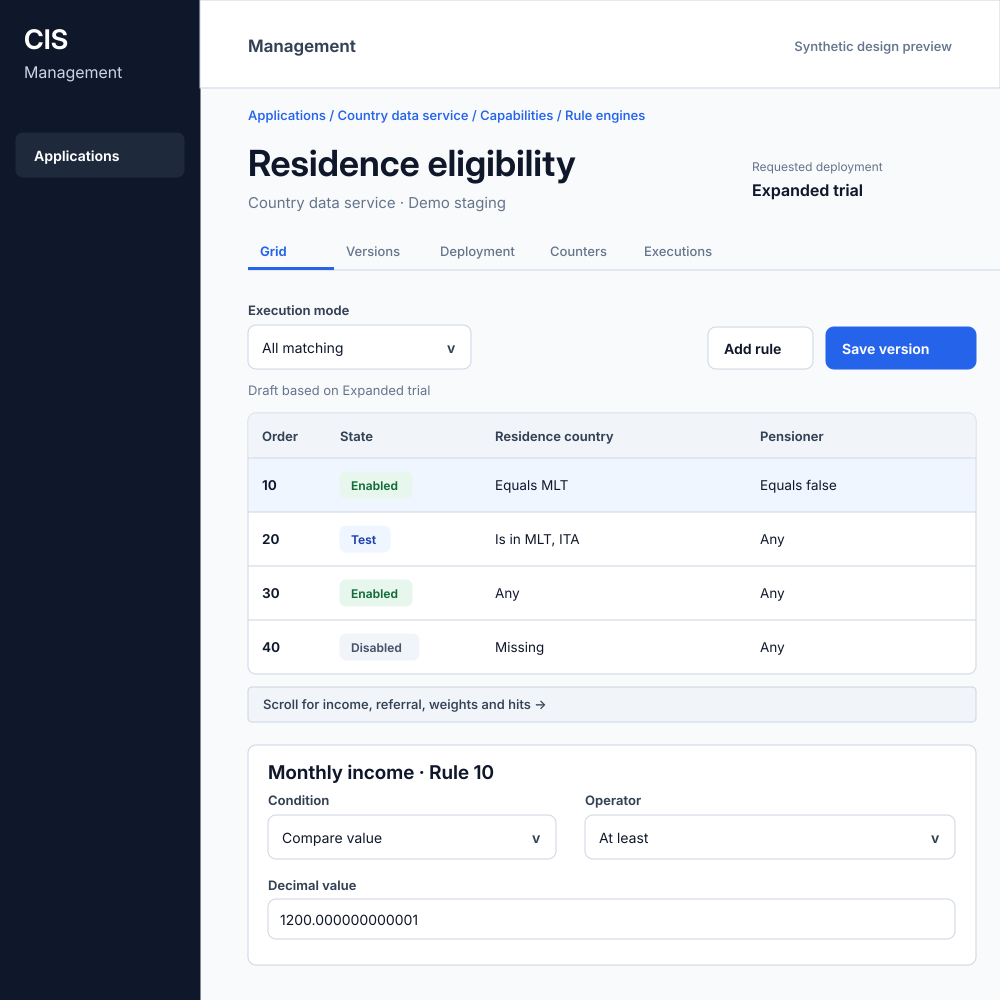 CIS
Management
Applications
Management
Synthetic design preview
Applications / Country data service / Capabilities / Rule engines
Residence eligibility
Country data service · Demo staging
Requested deployment
Expanded trial
Grid Versions Deployment Counters Executions
Execution mode
All matching v
Add rule
Save version
Draft based on Expanded trial
Order State Residence country Pensioner
10 Enabled Equals MLT Equals false
20 Test Is in MLT, ITA Any
30 Enabled Any Any
40 Disabled Missing Any
Scroll for income, referral, weights and hits →
Monthly income · Rule 10
Condition Operator
Compare value v At least v
Decimal value
1200.000000000001